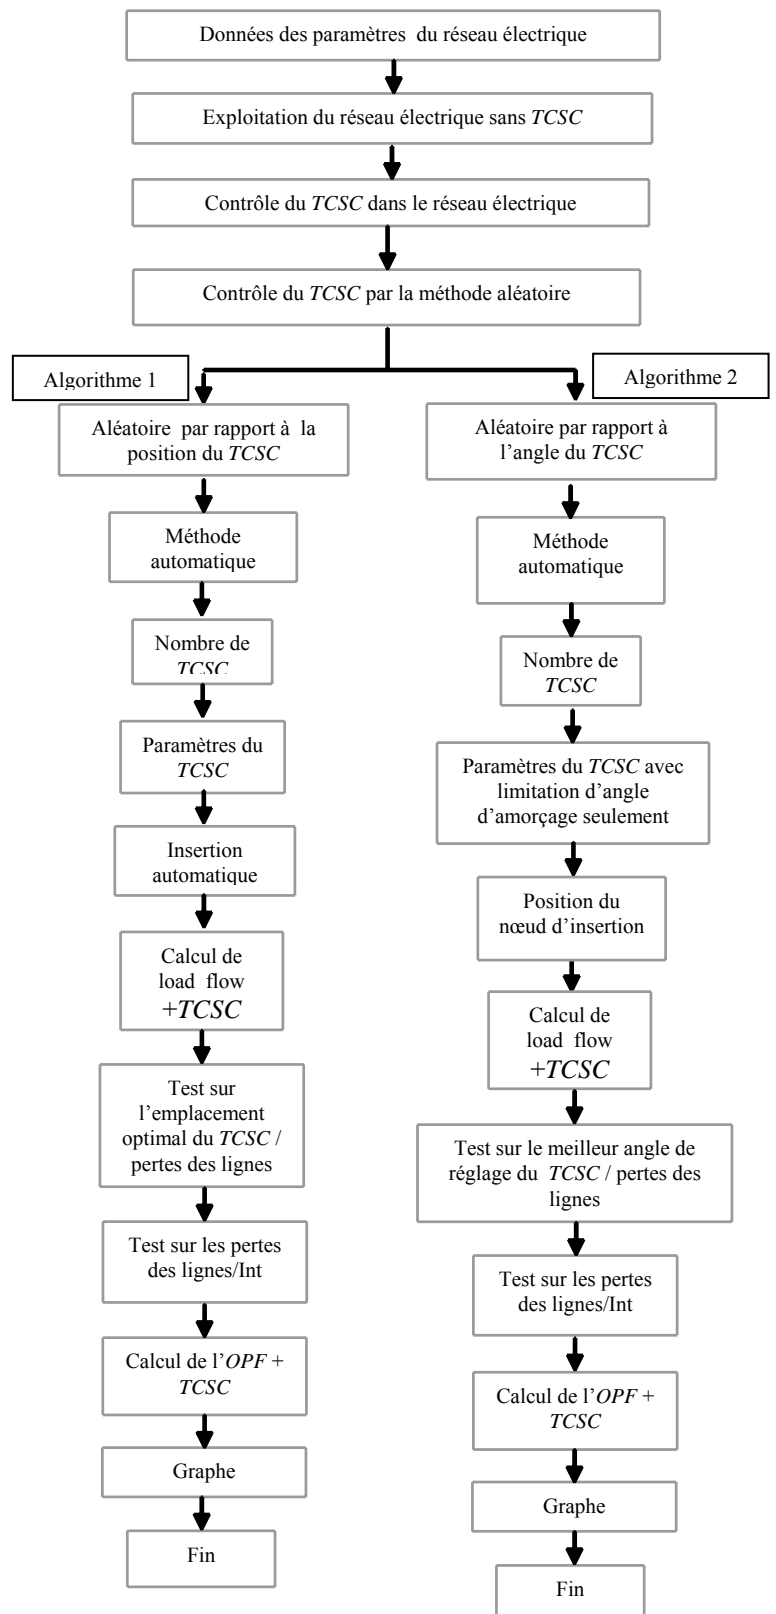 Données des paramètres du réseau électrique
Exploitation du réseau électrique sans TCSC
Contrôle du TCSC dans le réseau électrique
Contrôle du TCSC par la méthode aléatoire
Algorithme 1
Aléatoire par rapport à la
position du TCSC
Méthode
automatique
Nombre de
TCSC
Paramètres du
TCSC
Insertion
automatique
Calcul de
load flow
+TCSC
Test sur
l'emplacement
optimal du TCSC /
pertes des lignes
Test sur les pertes
des lignes/Int
Calcul de l'OPF +
TCSC
Graphe
Fin
Algorithme 2
Aléatoire par rapport à
l'angle du TCSC
Méthode
automatique
Nombre de
TCSC
Paramètres du TCSC avec
limitation d'angle
d'amorçage seulement
Position du
nœud d'insertion
Calcul de
load flow
+TCSC
Test sur le meilleur angle de
réglage du TCSC / pertes des
lignes
Test sur les pertes
des lignes/Int
Calcul de l'OPF +
TCSC
Graphe
Fin